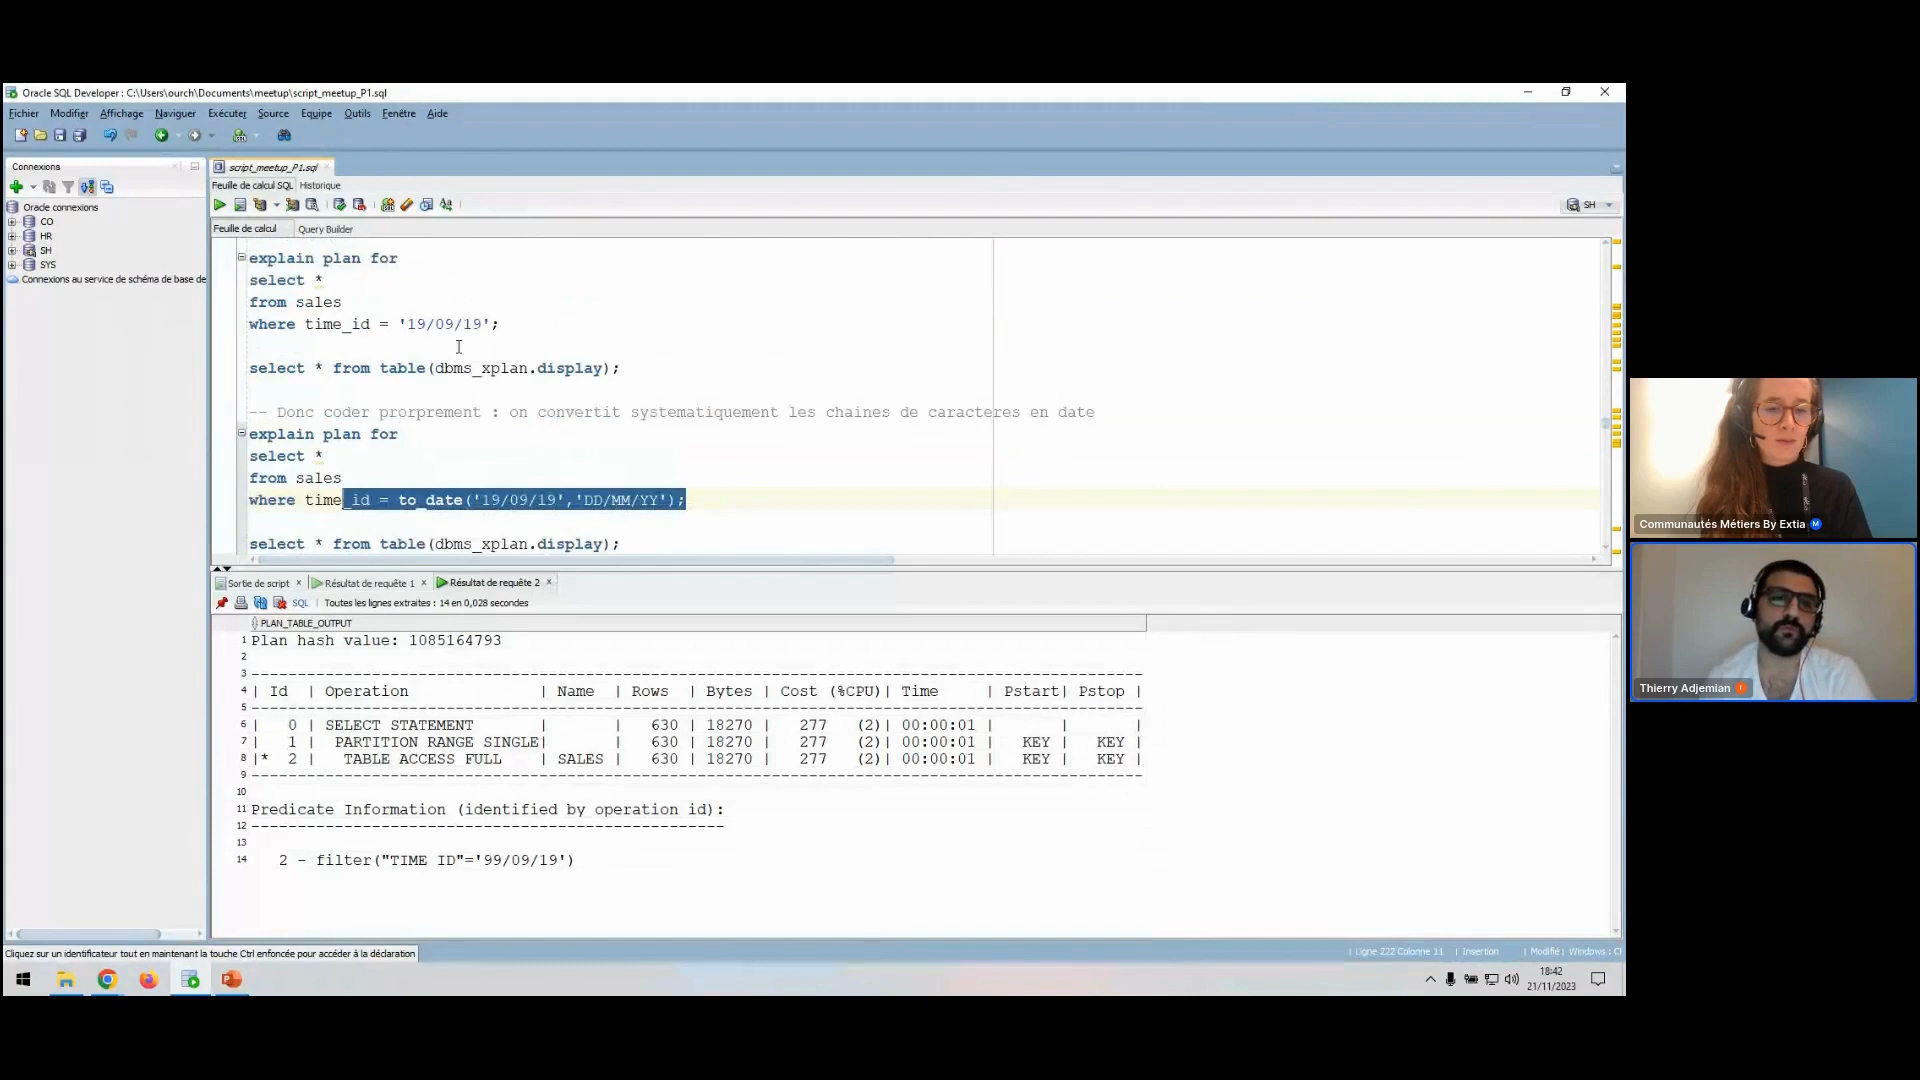 Oracle SQL Developer : C:\Users\ourch\Documents\meetup\script_meetup_P1.sql
Fichier Modifier Affichage Naviguer Exécuter Source Equipe Outils Fenêtre Aide
Connexions
script_meetup_P1.sql
Feuille de calcul SQL Historique
SH
Oracle connexions
CO
HR
SH
SYS
Connexions au service de schéma de base de
Feuille de calcul Query Builder
explain plan for
select *
from sales
where time_id = '19/09/19';
select * from table(dbms_xplan.display);
-- Donc coder prorprement : on convertit systematiquement les chaines de caracteres en date
explain plan for
select *
from sales
where time_id = to_date('19/09/19','DD/MM/YY');
select * from table(dbms_xplan.display);
Sortie de script × Résultat de requête 1 × Résultat de requête 2 ×
SQL | Toutes les lignes extraites : 14 en 0,028 secondes
PLAN_TABLE_OUTPUT
1 Plan hash value: 1085164793
2
3 ------------------------------------------------------------------------------------------------
4 | Id | Operation | Name | Rows | Bytes | Cost (%CPU)| Time | Pstart| Pstop |
5 ------------------------------------------------------------------------------------------------
6 | 0 | SELECT STATEMENT | | 630 | 18270 | 277 (2)| 00:00:01 | | |
7 | 1 | PARTITION RANGE SINGLE| | 630 | 18270 | 277 (2)| 00:00:01 | KEY | KEY |
8 |* 2 | TABLE ACCESS FULL | SALES | 630 | 18270 | 277 (2)| 00:00:01 | KEY | KEY |
9 ------------------------------------------------------------------------------------------------
10
11 Predicate Information (identified by operation id):
12 ---------------------------------------------------
13
14 2 - filter("TIME_ID"='99/09/19')
Cliquez sur un identificateur tout en maintenant la touche Ctrl enfoncée pour accéder à la déclaration
Ligne 222 Colonne 11 | Insertion | Modifié | Windows : CF
18:42
21/11/2023
Communautés Métiers By Extia
Thierry Adjemian